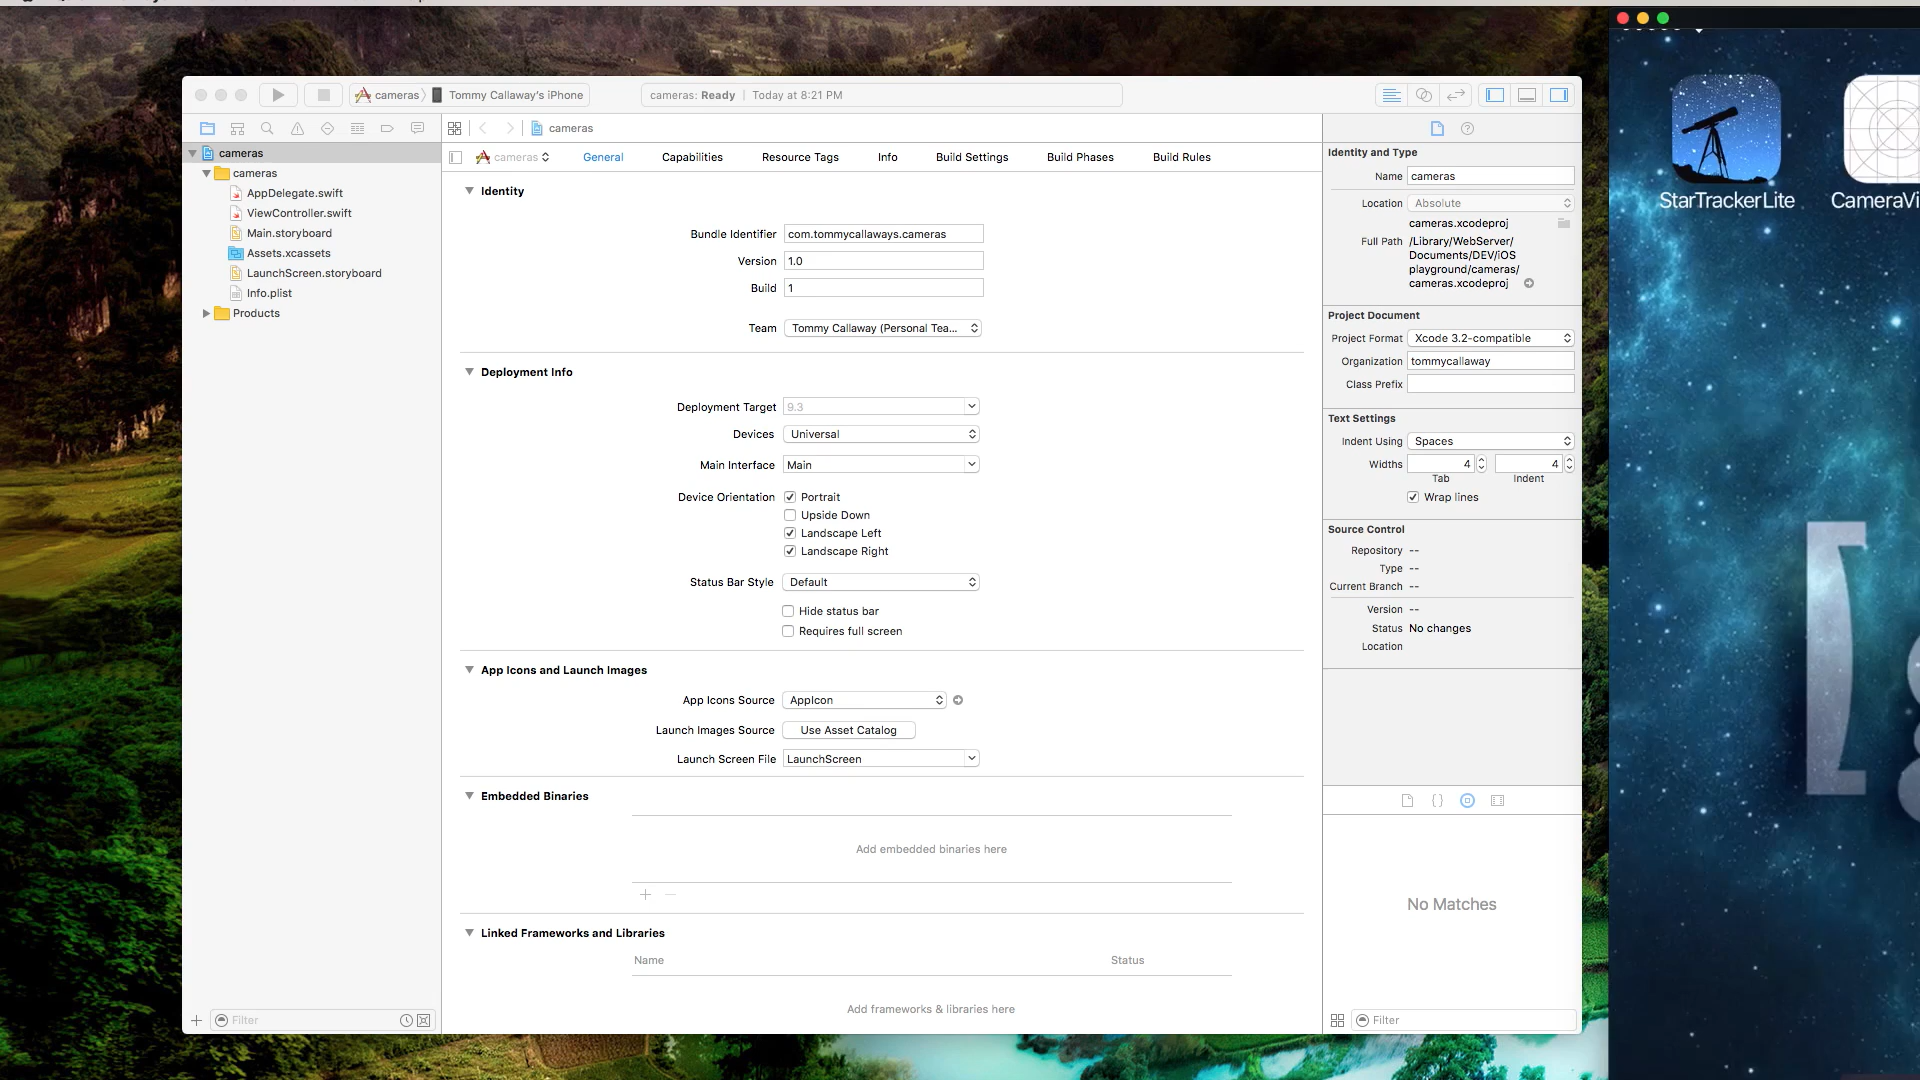 cameras
Tommy Callaway's iPhone
cameras: Ready | Today at 8:21 PM
cameras
cameras
AppDelegate.swift
ViewController.swift
Main.storyboard
Assets.xcassets
LaunchScreen.storyboard
Info.plist
Products
Filter
cameras
cameras
General
Capabilities
Resource Tags
Info
Build Settings
Build Phases
Build Rules
Identity
Bundle Identifier com.tommycallaways.cameras
Version 1.0
Build 1
Team Tommy Callaway (Personal Tea...
Deployment Info
Deployment Target 9.3
Devices Universal
Main Interface Main
Device Orientation Portrait
Upside Down
Landscape Left
Landscape Right
Status Bar Style Default
Hide status bar
Requires full screen
App Icons and Launch Images
App Icons Source AppIcon
Launch Images Source Use Asset Catalog
Launch Screen File LaunchScreen
Embedded Binaries
Add embedded binaries here
Linked Frameworks and Libraries
Name Status
Add frameworks & libraries here
Identity and Type
Name cameras
Location Absolute
cameras.xcodeproj
Full Path /Library/WebServer/
Documents/DEV/iOS
playground/cameras/
cameras.xcodeproj
Project Document
Project Format Xcode 3.2-compatible
Organization tommycallaway
Class Prefix
Text Settings
Indent Using Spaces
Widths 4 4
Tab Indent
Wrap lines
Source Control
Repository --
Type --
Current Branch --
Version --
Status No changes
Location
No Matches
Filter
StarTrackerLite
CameraVi